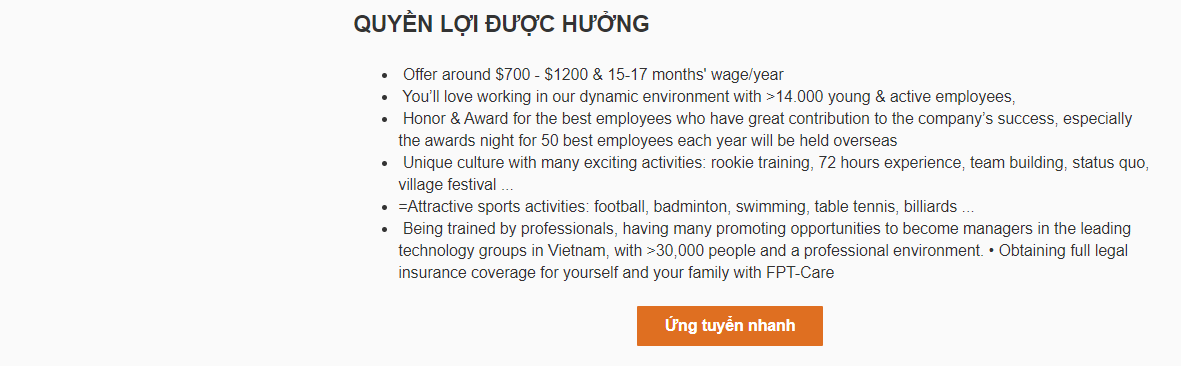 QUYỀN LỢI ĐƯỢC HƯỞNG
• Offer around $700 - $1200 & 15-17 months' wage/year
• You’ll love working in our dynamic environment with >14.000 young & active employees,
• Honor & Award for the best employees who have great contribution to the company’s success, especially
the awards night for 50 best employees each year will be held overseas
• Unique culture with many exciting activities: rookie training, 72 hours experience, team building, status quo,
village festival ...
• =Attractive sports activities: football, badminton, swimming, table tennis, billiards ...
• Being trained by professionals, having many promoting opportunities to become managers in the leading
technology groups in Vietnam, with >30,000 people and a professional environment. • Obtaining full legal
insurance coverage for yourself and your family with FPT-Care
Ứng tuyển nhanh